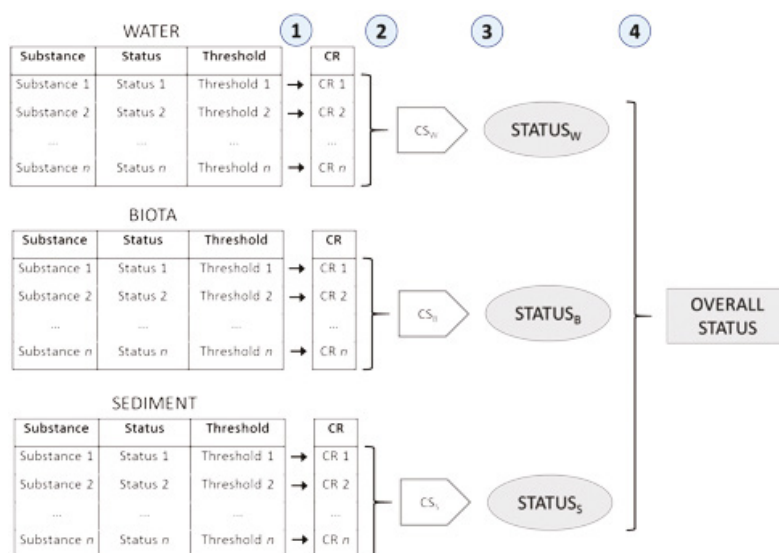 1 2 3 4
WATER
Substance Status Threshold CR
Substance 1 Status 1 Threshold 1 → CR 1
Substance 2 Status 2 Threshold 2 → CR 2
... ... ... ...
Substance n Status n Threshold n → CR n
CSW
STATUSW
BIOTA
Substance Status Threshold CR
Substance 1 Status 1 Threshold 1 → CR 1
Substance 2 Status 2 Threshold 2 → CR 2
... ... ... ...
Substance n Status n Threshold n → CR n
CSB
STATUSB
SEDIMENT
Substance Status Threshold CR
Substance 1 Status 1 Threshold 1 → CR 1
Substance 2 Status 2 Threshold 2 → CR 2
... ... ... ...
Substance n Status n Threshold n → CR n
CSS
STATUSS
OVERALL
STATUS